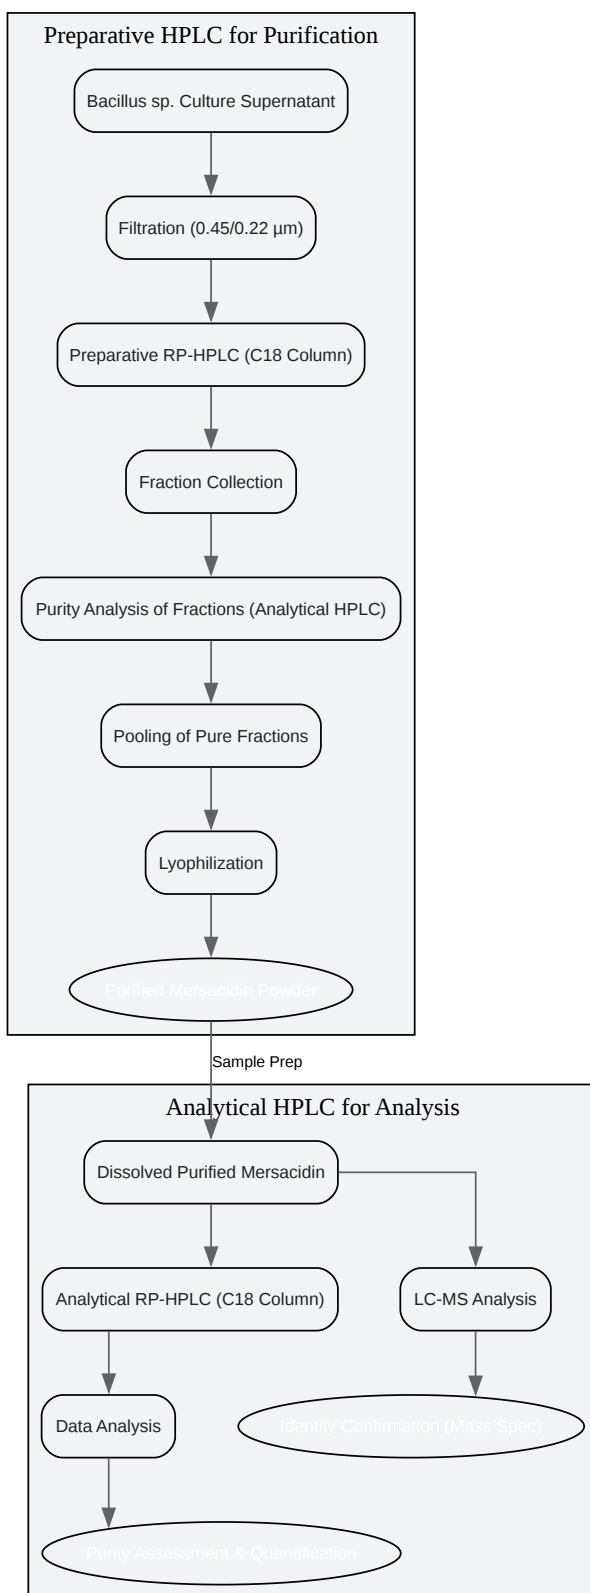 Preparative HPLC for Purification
Bacillus sp. Culture Supernatant
Filtration (0.45/0.22 µm)
Preparative RP-HPLC (C18 Column)
Fraction Collection
Purity Analysis of Fractions (Analytical HPLC)
Pooling of Pure Fractions
Lyophilization
Purified Mersacidin Powder
Sample Prep
Analytical HPLC for Analysis
Dissolved Purified Mersacidin
Analytical RP-HPLC (C18 Column)
LC-MS Analysis
Data Analysis
Identity Confirmation (Mass Spec)
Purity Assessment & Quantification